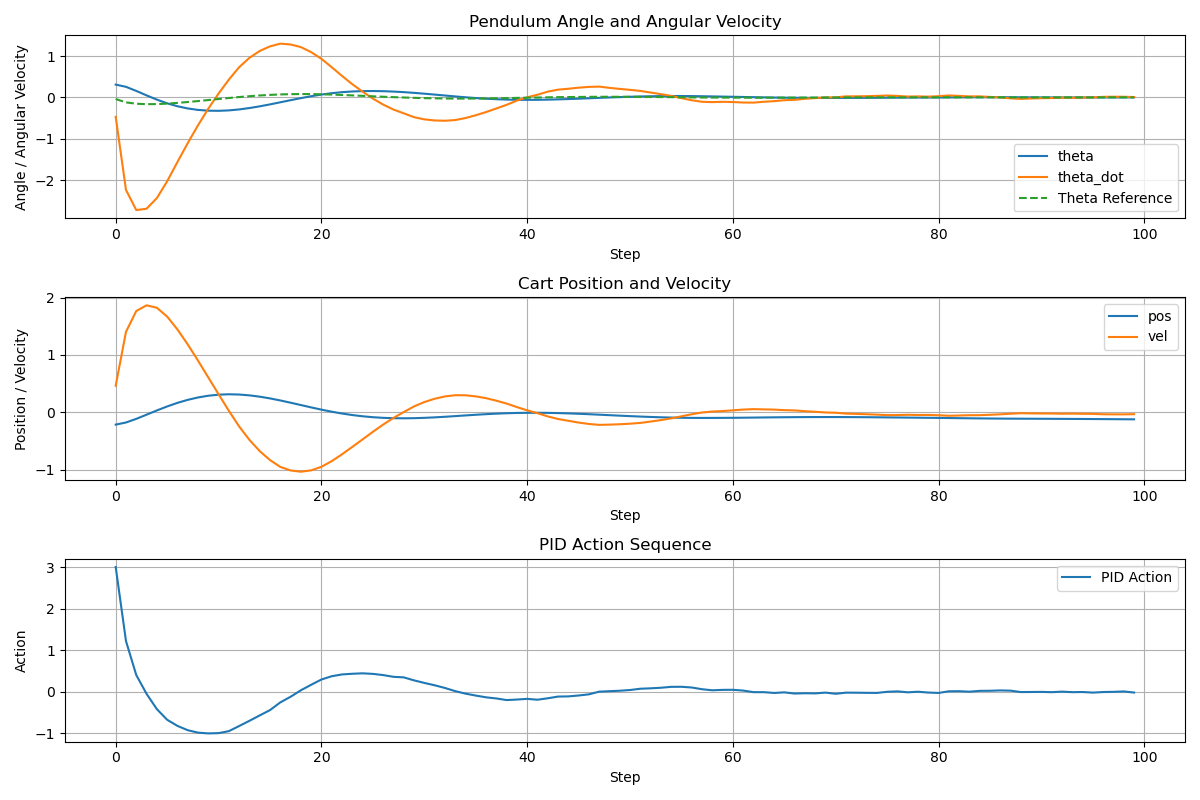 Pendulum Angle and Angular Velocity
Angle / Angular Velocity
1
0
−1
−2
theta
theta_dot
Theta Reference
0 20 40 60 80 100
Step
Cart Position and Velocity
Position / Velocity
2
1
0
−1
pos
vel
0 20 40 60 80 100
Step
PID Action Sequence
Action
3
2
1
0
−1
PID Action
0 20 40 60 80 100
Step